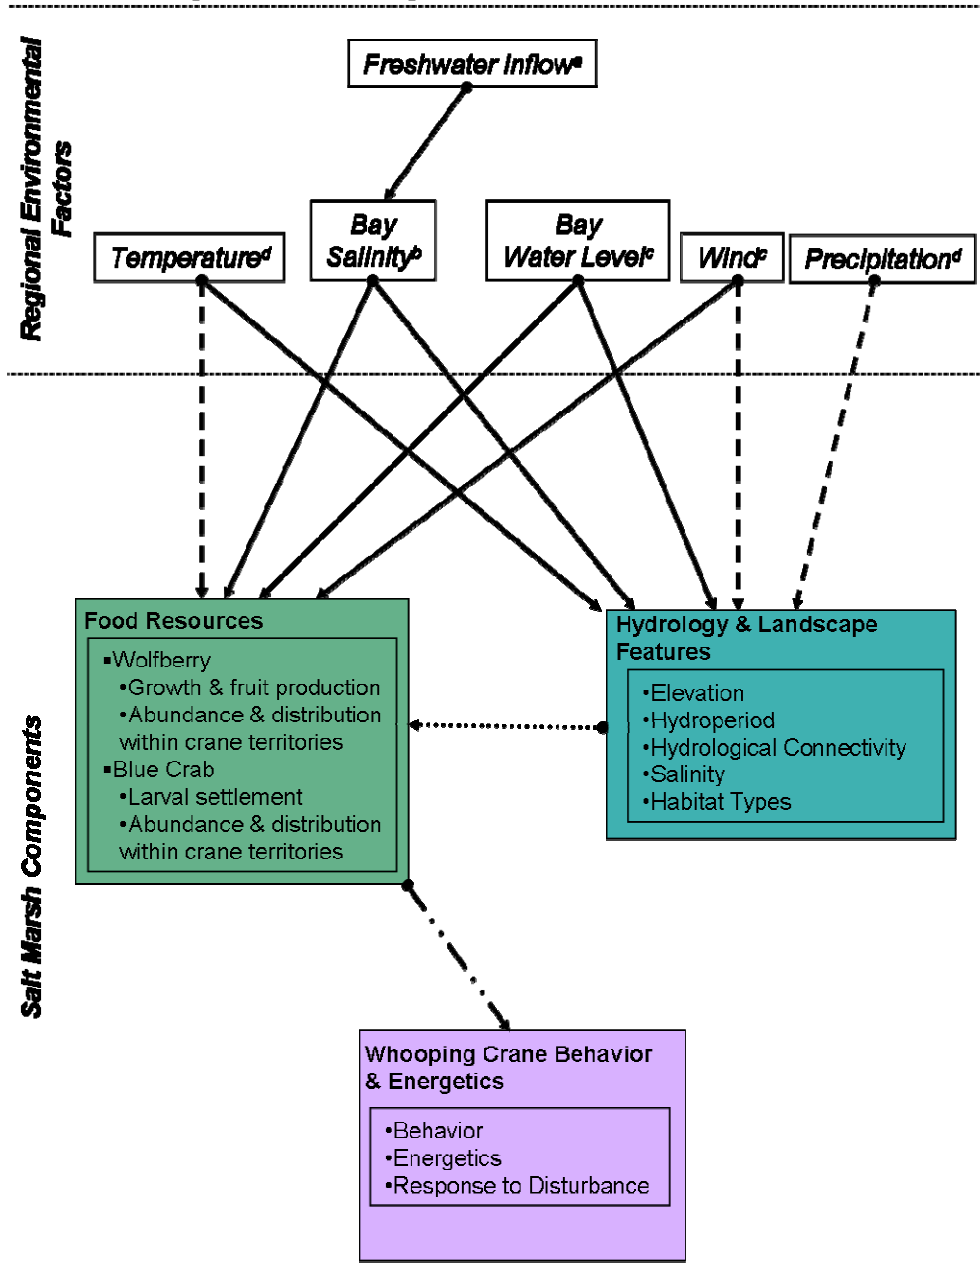 Regional Environmental
Factors
Freshwater Inflowª
Temperatureᵈ
Bay
Salinityᵇ
Bay
Water Levelᶜ
Windᶜ
Precipitationᵈ
Salt Marsh Components
Food Resources
▪Wolfberry
•Growth & fruit production
•Abundance & distribution
within crane territories
▪Blue Crab
•Larval settlement
•Abundance & distribution
within crane territories
Hydrology & Landscape
Features
•Elevation
•Hydroperiod
•Hydrological Connectivity
•Salinity
•Habitat Types
Whooping Crane Behavior
& Energetics
•Behavior
•Energetics
•Response to Disturbance